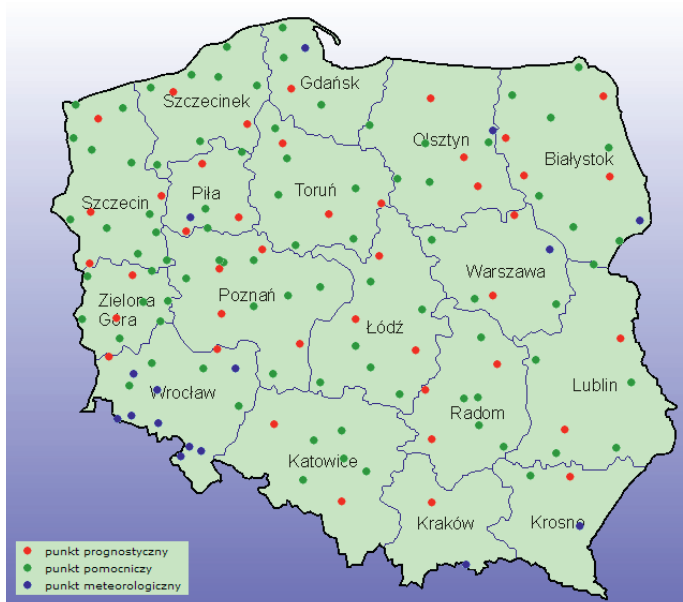 Gdańsk
Szczecinek
Olsztyn
Białystok
Piła
Toruń
Szczecin
Warszawa
Zielona
Góra
Poznań
Łódź
Wrocław
Lublin
Radom
Katowice
Kraków
Krosno
punkt prognostyczny
punkt pomocniczy
punkt meteorologiczny